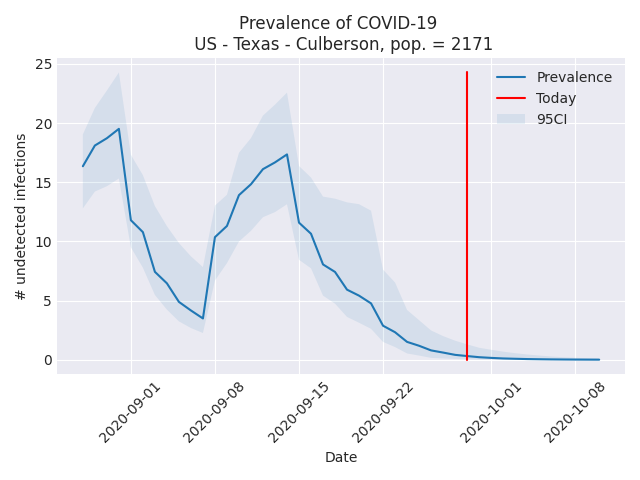 Prevalence of COVID-19
US - Texas - Culberson, pop. = 2171
25
20
15
10
5
0
# undetected infections
Prevalence
Today
95CI
2020-09-01
2020-09-08
2020-09-15
2020-09-22
2020-10-01
2020-10-08
Date